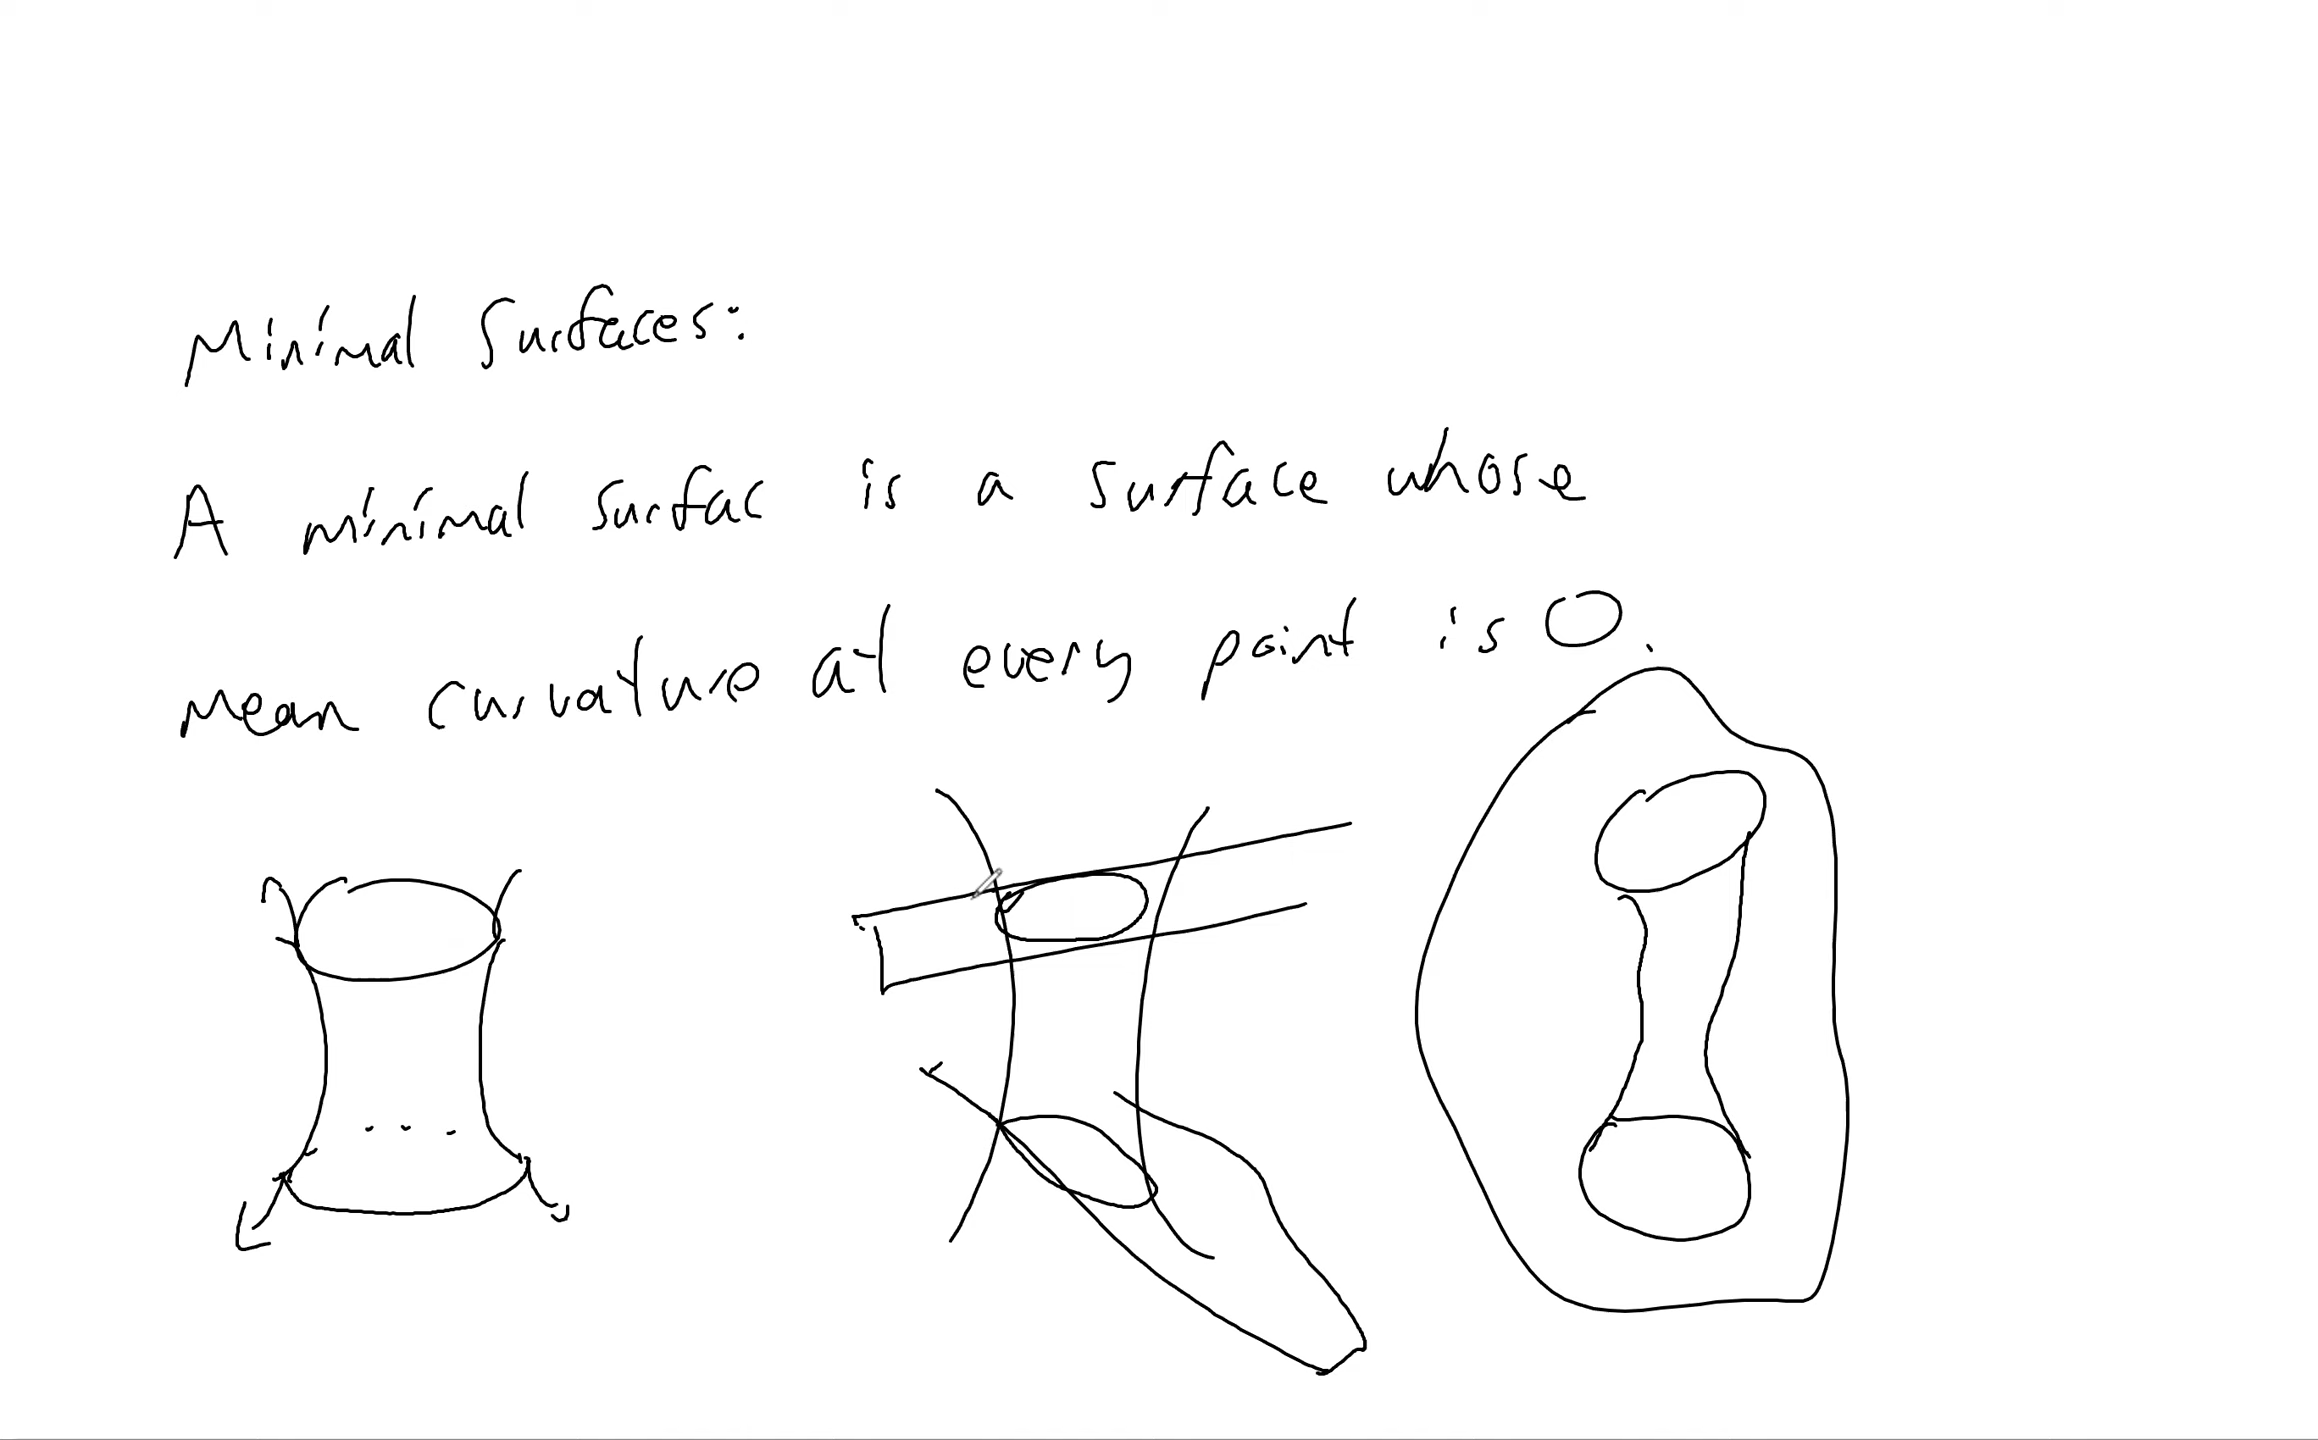 Minimal Surfaces:
A minimal surfac is a surface whose
mean curvature at every point is 0.